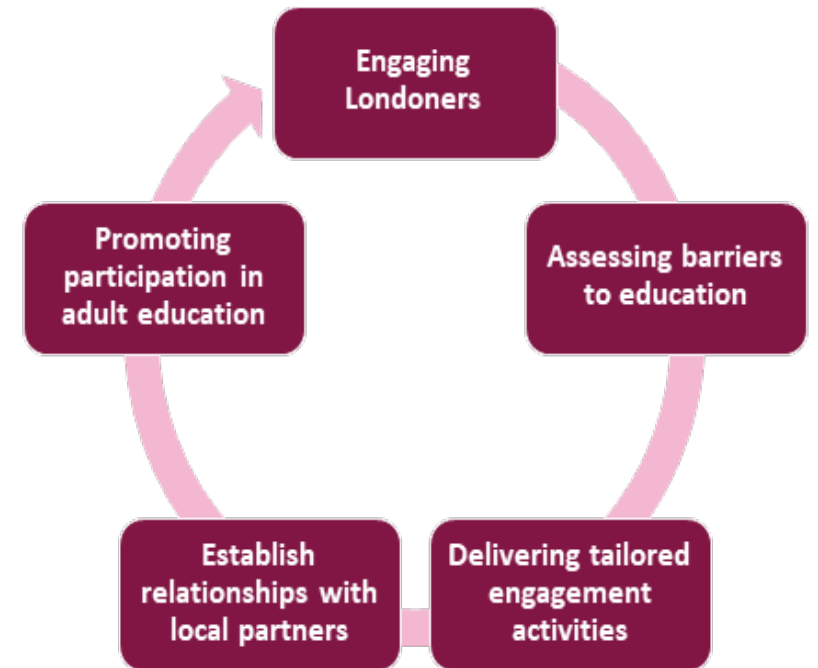 Engaging
Londoners
Assessing barriers
to education
Delivering tailored
engagement
activities
Establish
relationships with
local partners
Promoting
participation in
adult education